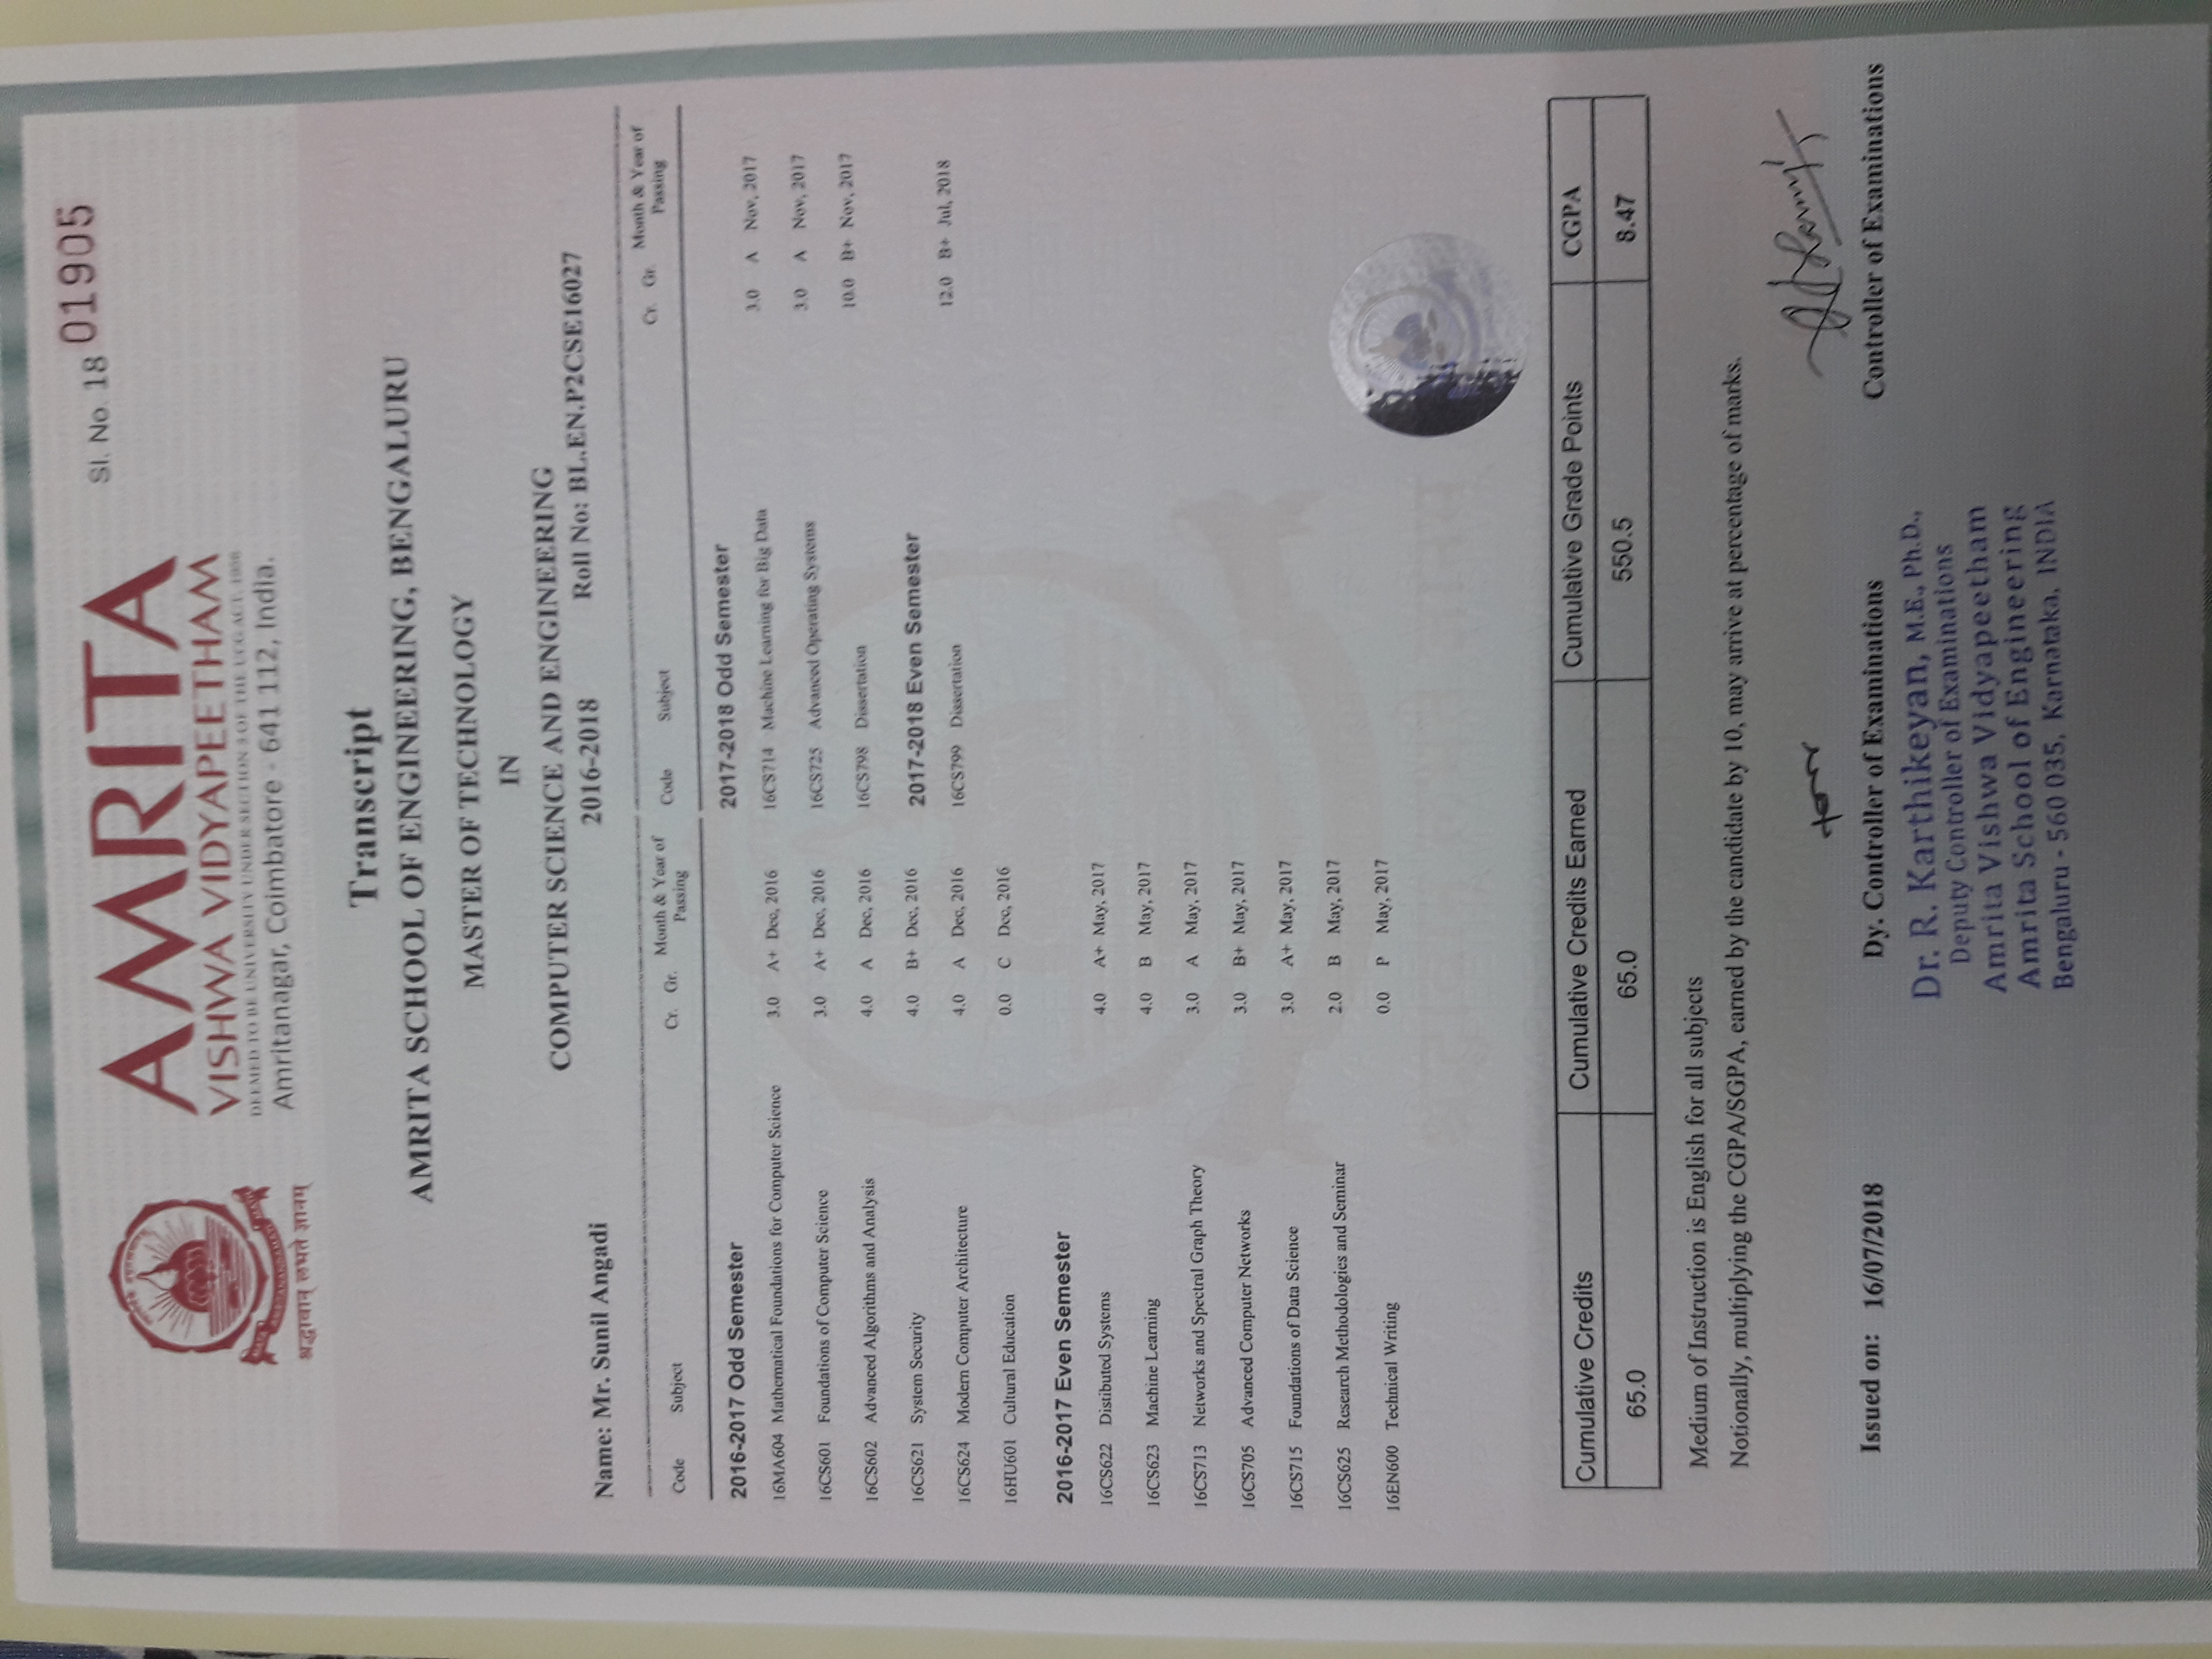 Sl. No. 18 01905
AMRITA
VISHWA VIDYAPEETHAM
DEEMED TO BE UNIVERSITY UNDER SECTION 3 OF THE UCG ACT, 1956
Amritanagar, Coimbatore - 641 112, India.
MATA AMRITANANDAMAYI MATH
श्रद्धावान् लभते ज्ञानम्
Transcript
AMRITA SCHOOL OF ENGINEERING, BENGALURU
MASTER OF TECHNOLOGY
IN
COMPUTER SCIENCE AND ENGINEERING
Name: Mr. Sunil Angadi 2016-2018 Roll No: BL.EN.P2CSE16027
Code Subject Cr. Gr. Month & Year of Passing
2016-2017 Odd Semester
16MA604 Mathematical Foundations for Computer Science 3.0 A+ Dec, 2016
16CS601 Foundations of Computer Science 3.0 A+ Dec, 2016
16CS602 Advanced Algorithms and Analysis 4.0 A Dec, 2016
16CS621 System Security 4.0 B+ Dec, 2016
16CS624 Modern Computer Architecture 4.0 A Dec, 2016
16HU601 Cultural Education 0.0 C Dec, 2016
2016-2017 Even Semester
16CS622 Distibuted Systems 4.0 A+ May, 2017
16CS623 Machine Learning 4.0 B May, 2017
16CS713 Networks and Spectral Graph Theory 3.0 A May, 2017
16CS705 Advanced Computer Networks 3.0 B+ May, 2017
16CS715 Foundations of Data Science 3.0 A+ May, 2017
16CS625 Research Methodologies and Seminar 2.0 B May, 2017
16EN600 Technical Writing 0.0 P May, 2017
Code Subject Cr. Gr. Month & Year of Passing
2017-2018 Odd Semester
16CS714 Machine Learning for Big Data 3.0 A Nov, 2017
16CS725 Advanced Operating Systems 3.0 A Nov, 2017
16CS798 Dissertation 10.0 B+ Nov, 2017
2017-2018 Even Semester
16CS799 Dissertation 12.0 B+ Jul, 2018
Cumulative Credits Cumulative Credits Earned Cumulative Grade Points CGPA
65.0 65.0 550.5 8.47
Medium of Instruction is English for all subjects
Notionally, multiplying the CGPA/SGPA, earned by the candidate by 10, may arrive at percentage of marks.
Issued on: 16/07/2018 Dy. Controller of Examinations Controller of Examinations
Dr. R. Karthikeyan, M.E., Ph.D.,
Deputy Controller of Examinations
Amrita Vishwa Vidyapeetham
Amrita School of Engineering
Bengaluru - 560 035, Karnataka, INDIA